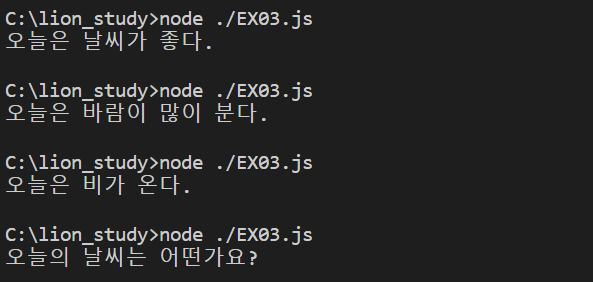 C:\lion_study>node ./EX03.js
오늘은 날씨가 좋다.
C:\lion_study>node ./EX03.js
오늘은 바람이 많이 분다.
C:\lion_study>node ./EX03.js
오늘은 비가 온다.
C:\lion_study>node ./EX03.js
오늘의 날씨는 어떤가요?